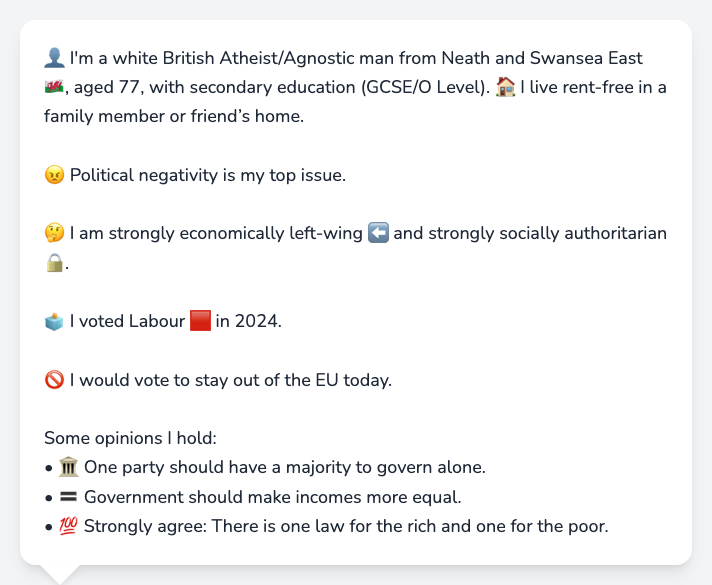 👤 I'm a white British Atheist/Agnostic man from Neath and Swansea East
🏴󠁧󠁢󠁷󠁬󠁳󠁿, aged 77, with secondary education (GCSE/O Level). 🏠 I live rent-free in a
family member or friend’s home.
😠 Political negativity is my top issue.
🤔 I am strongly economically left-wing ⬅️ and strongly socially authoritarian
🔒.
🗳️ I voted Labour 🟥 in 2024.
🚫 I would vote to stay out of the EU today.
Some opinions I hold:
• 🏛️ One party should have a majority to govern alone.
• 🟰 Government should make incomes more equal.
• 💯 Strongly agree: There is one law for the rich and one for the poor.